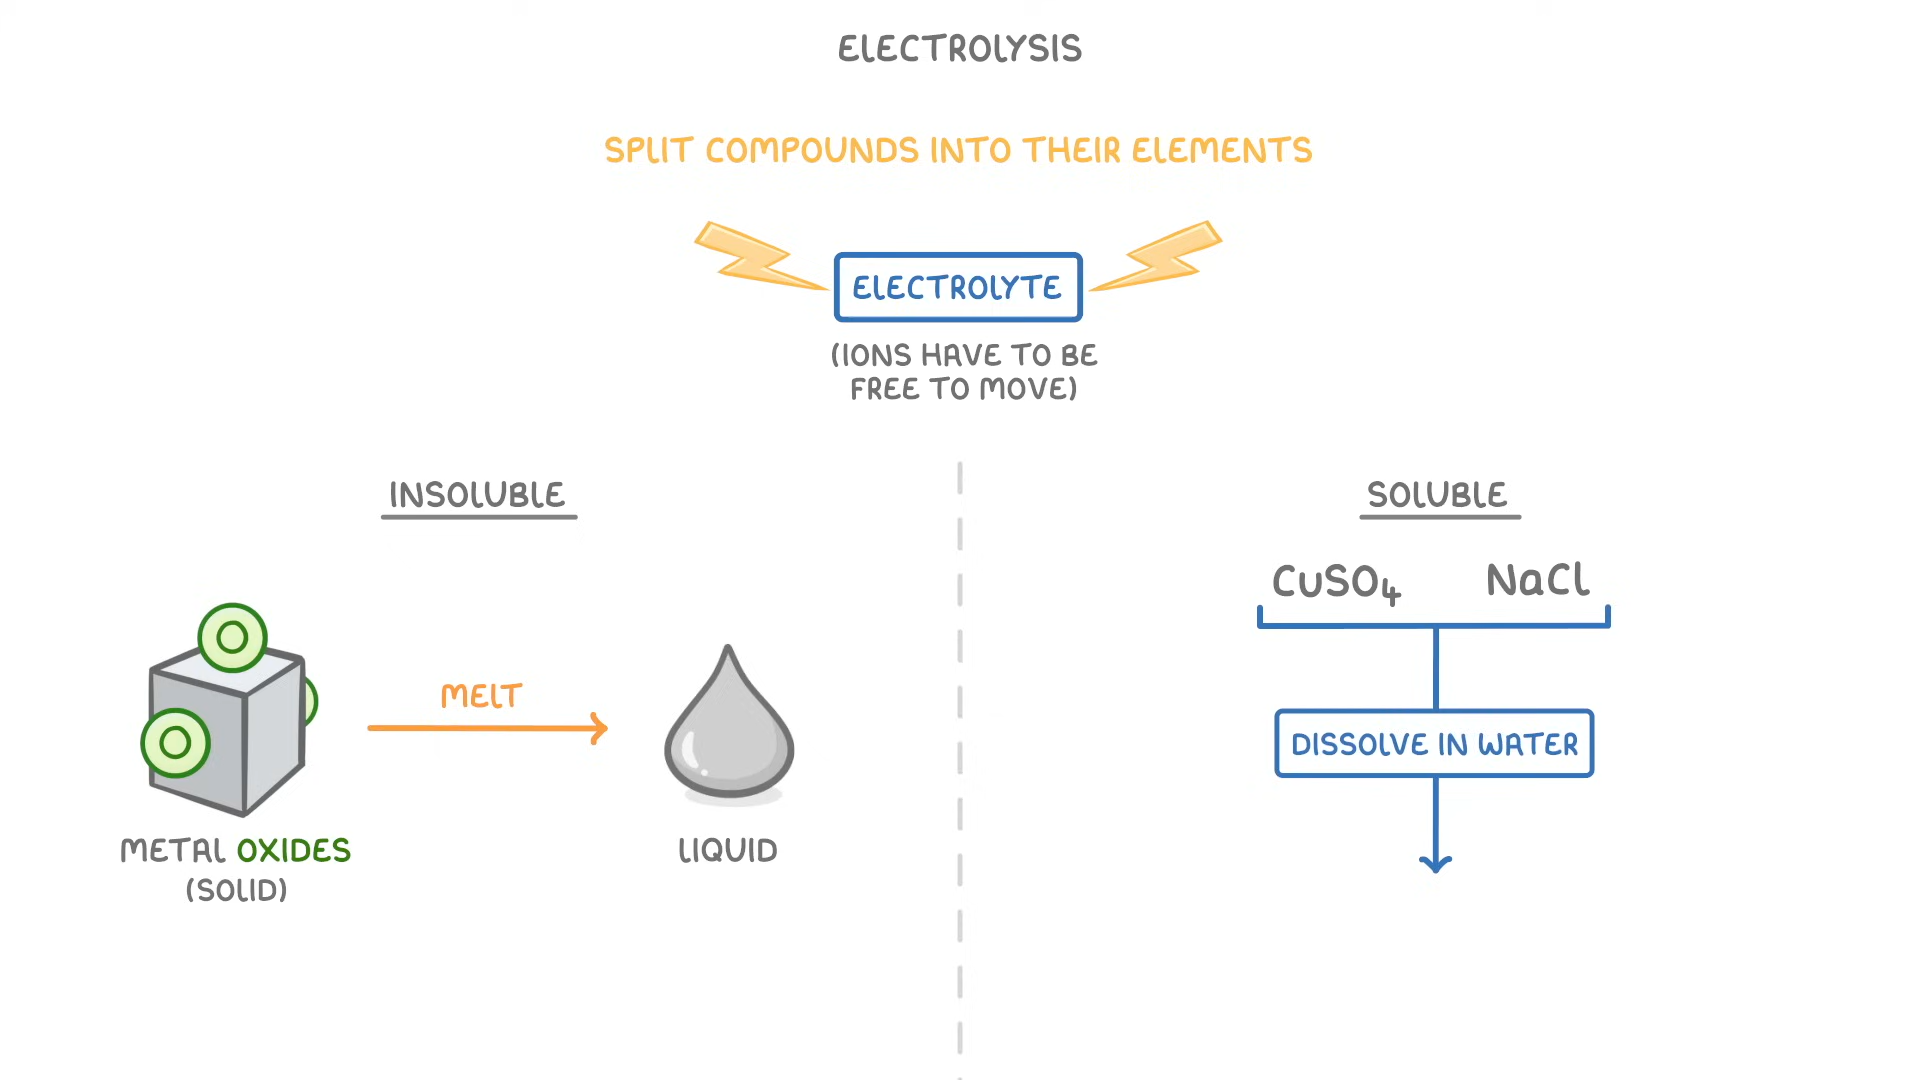 ELECTROLYSIS
SPLIT COMPOUNDS INTO THEIR ELEMENTS
ELECTROLYTE
(IONS HAVE TO BE
FREE TO MOVE)
INSOLUBLE
MELT
METAL OXIDES
(SOLID)
LIQUID
SOLUBLE
CuSO₄ NaCl
DISSOLVE IN WATER